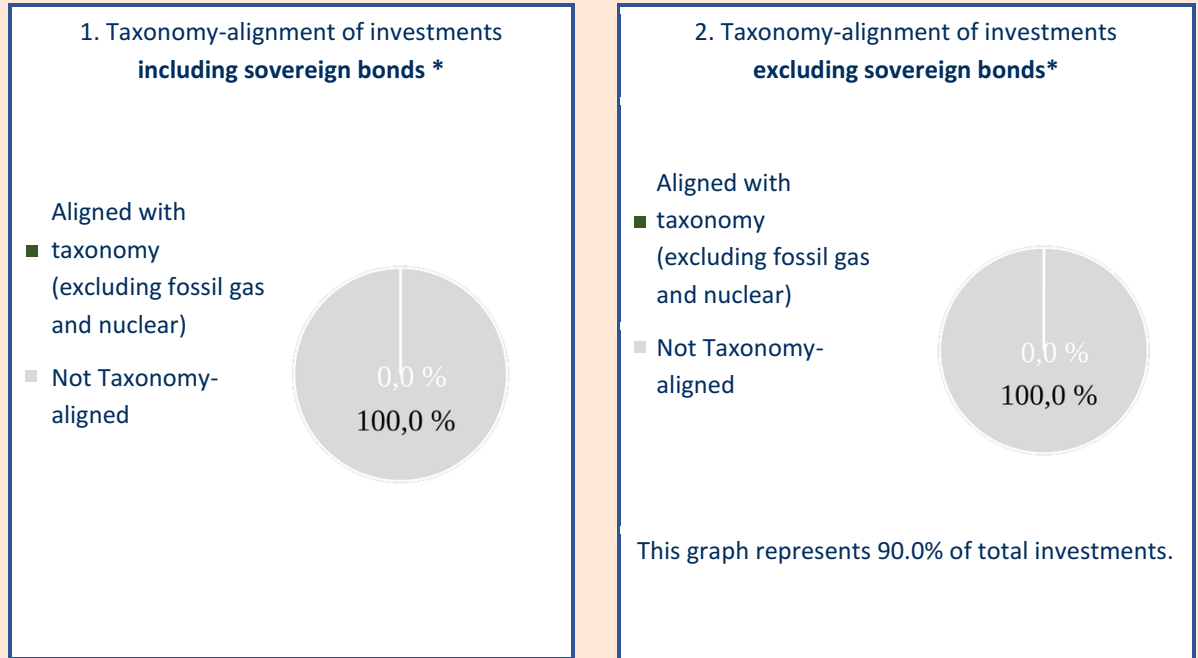 1. Taxonomy-alignment of investments
including sovereign bonds *
Aligned with
taxonomy
(excluding fossil gas
and nuclear)
Not Taxonomy-
aligned
0,0 %
100,0 %
2. Taxonomy-alignment of investments
excluding sovereign bonds*
Aligned with
taxonomy
(excluding fossil gas
and nuclear)
Not Taxonomy-
aligned
0,0 %
100,0 %
This graph represents 90.0% of total investments.